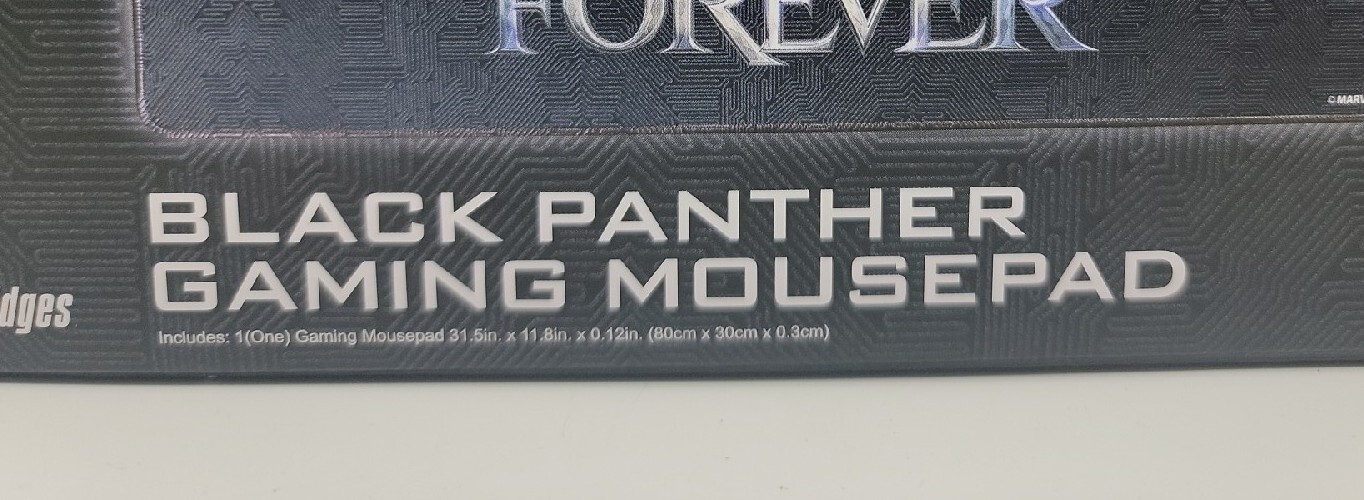 FOREVER
BLACK PANTHER
GAMING MOUSEPAD
Includes: 1(One) Gaming Mousepad 31.5in. x 11.8in. x 0.12in. (80cm x 30cm x 0.3cm)